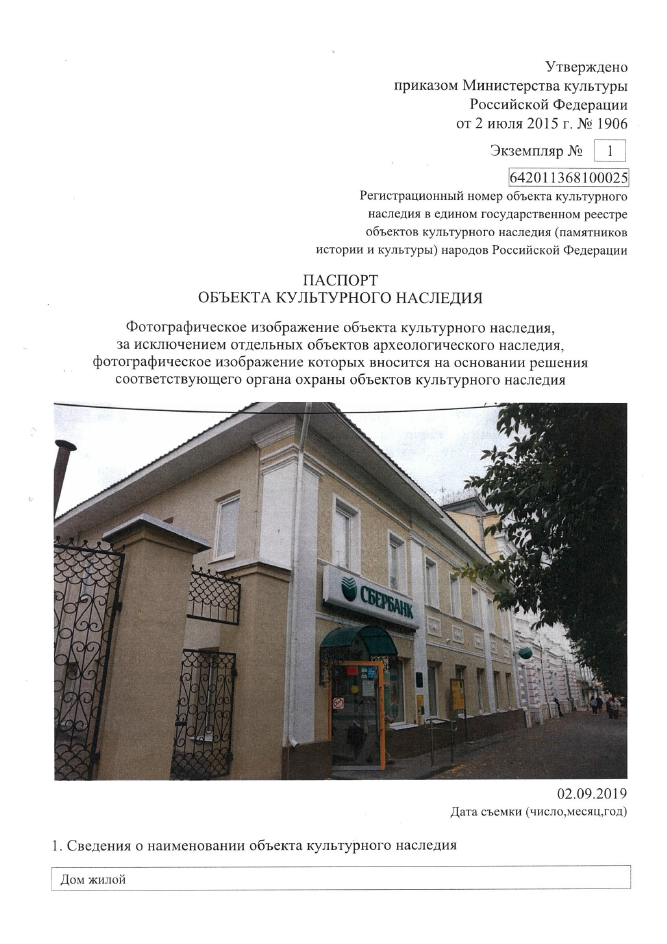 Утверждено
приказом Министерства культуры
Российской Федерации
от 2 июля 2015 г. № 1906
Экземпляр № 1
642011368100025
Регистрационный номер объекта культурного
наследия в едином государственном реестре
объектов культурного наследия (памятников
истории и культуры) народов Российской Федерации
ПАСПОРТ
ОБЪЕКТА КУЛЬТУРНОГО НАСЛЕДИЯ
Фотографическое изображение объекта культурного наследия,
за исключением отдельных объектов археологического наследия,
фотографическое изображение которых вносится на основании решения
соответствующего органа охраны объектов культурного наследия
СБЕРБАНК
02.09.2019
Дата съемки (число,месяц,год)
1. Сведения о наименовании объекта культурного наследия
Дом жилой